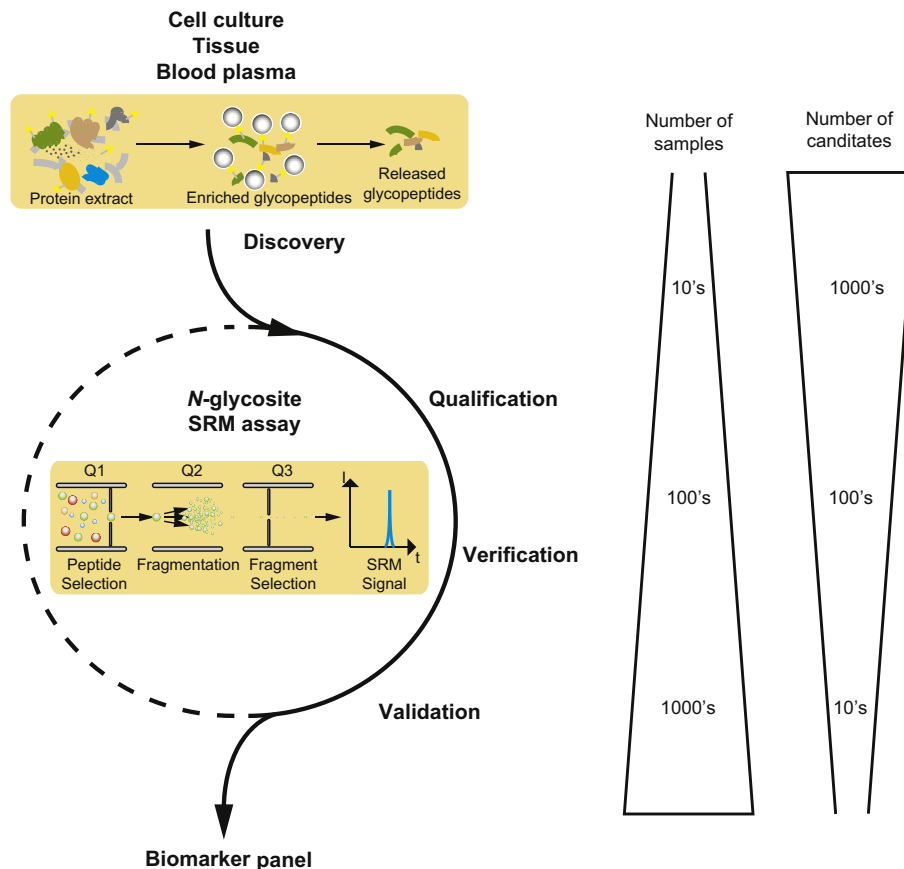 Cell culture
Tissue
Blood plasma
Protein extract
Enriched glycopeptides
Released
glycopeptides
Discovery
N-glycosite
SRM assay
Q1
Q2
Q3
I
t
Peptide
Selection
Fragmentation
Fragment
Selection
SRM
Signal
Qualification
Verification
Validation
Biomarker panel
Number of
samples
10's
100's
1000's
Number of
canditates
1000's
100's
10's